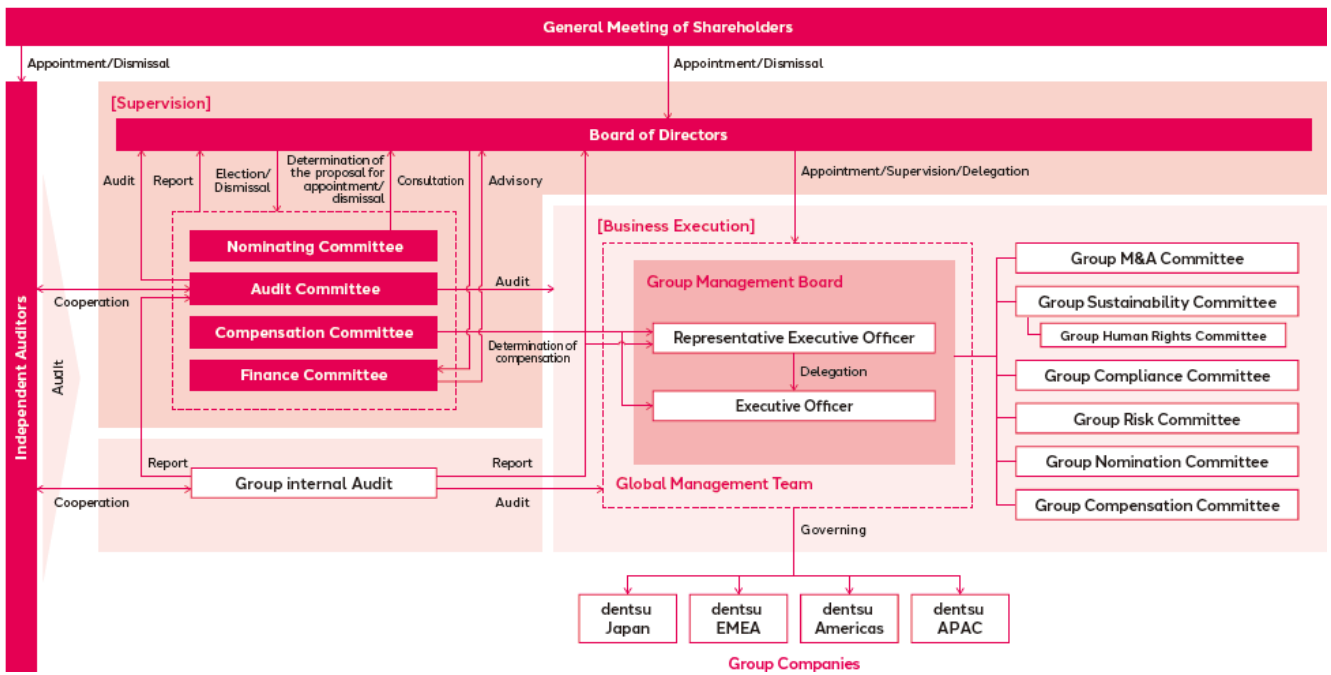 General Meeting of Shareholders
Appointment/Dismissal
Appointment/Dismissal
[Supervision]
Board of Directors
Audit
Report
Election/
Dismissal
Determination of
the proposal for
appointment/
dismissal
Consultation
Advisory
Appointment/Supervision/Delegation
Independent Auditors
Audit
Cooperation
Nominating Committee
Audit Committee
Compensation Committee
Finance Committee
Audit
Determination of
compensation
[Business Execution]
Group Management Board
Representative Executive Officer
Delegation
Executive Officer
Global Management Team
Group M&A Committee
Group Sustainability Committee
Group Human Rights Committee
Group Compliance Committee
Group Risk Committee
Group Nomination Committee
Group Compensation Committee
Report
Group internal Audit
Report
Audit
Cooperation
Governing
dentsu
Japan
dentsu
EMEA
dentsu
Americas
dentsu
APAC
Group Companies